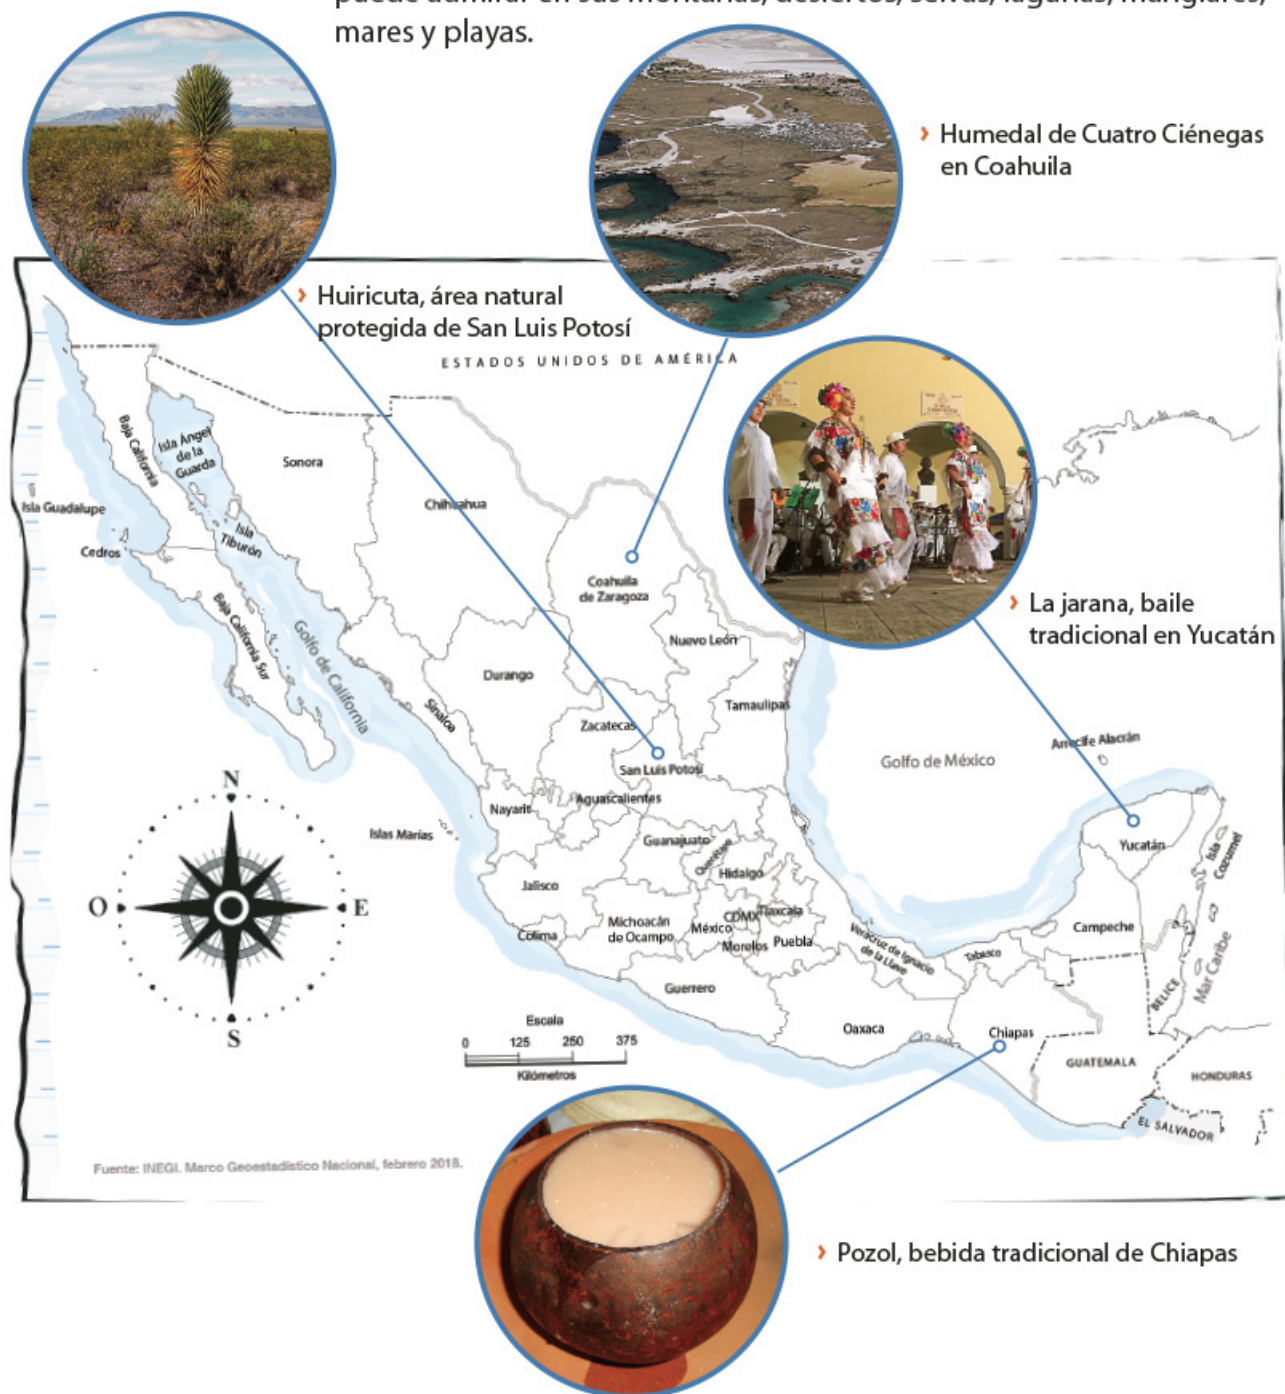 mares y playas.
› Humedal de Cuatro Ciénegas
en Coahuila
› Huiricuta, área natural
protegida de San Luis Potosí
ESTADOS UNIDOS DE AMÉRICA
Baja California
Isla Ángel
de la
Guarda
Sonora
Chihuahua
Isla Guadalupe
Isla
Tiburón
Cedros
Coahuila
de Zaragoza
› La jarana, baile
tradicional en Yucatán
Baja California Sur
Golfo de California
Nuevo León
Durango
Sinaloa
Tamaulipas
Zacatecas
Arrecife Alacrán
Golfo de México
San Luis Potosí
N
Nayarit
Aguascalientes
Islas Marías
Guanajuato
Querétaro
Yucatán
Isla
Cozumel
Hidalgo
Jalisco
O
E
Michoacán
de Ocampo
México
CDMX
Tlaxcala
Colima
Morelos
Puebla
Veracruz de Ignacio
de la Llave
Tabasco
Campeche
Mar Caribe
BELICE
Guerrero
S
Escala
0 125 250 375
Kilómetros
Oaxaca
Chiapas
GUATEMALA
HONDURAS
EL SALVADOR
Fuente: INEGI. Marco Geoestadístico Nacional, febrero 2018.
› Pozol, bebida tradicional de Chiapas